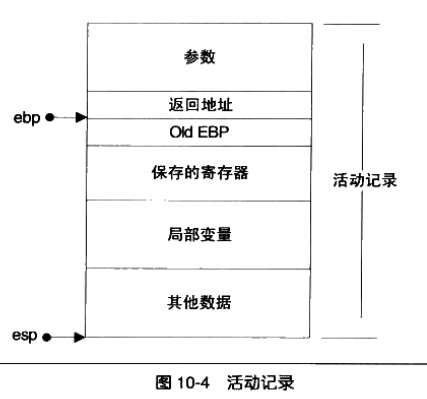 参数
返回地址
ebp
Old EBP
保存的寄存器
活动记录
局部变量
其他数据
esp
图 10-4 活动记录